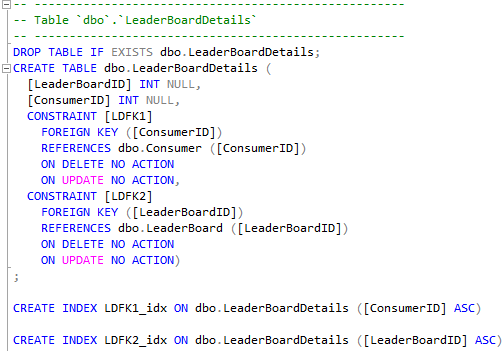 -- ---------------------------------------------------
-- Table `dbo`.`LeaderBoardDetails`
-- ---------------------------------------------------
DROP TABLE IF EXISTS dbo.LeaderBoardDetails;
CREATE TABLE dbo.LeaderBoardDetails (
  [LeaderBoardID] INT NULL,
  [ConsumerID] INT NULL,
  CONSTRAINT [LDFK1]
    FOREIGN KEY ([ConsumerID])
    REFERENCES dbo.Consumer ([ConsumerID])
    ON DELETE NO ACTION
    ON UPDATE NO ACTION,
  CONSTRAINT [LDFK2]
    FOREIGN KEY ([LeaderBoardID])
    REFERENCES dbo.LeaderBoard ([LeaderBoardID])
    ON DELETE NO ACTION
    ON UPDATE NO ACTION)
;
CREATE INDEX LDFK1_idx ON dbo.LeaderBoardDetails ([ConsumerID] ASC)
CREATE INDEX LDFK2_idx ON dbo.LeaderBoardDetails ([LeaderBoardID] ASC)